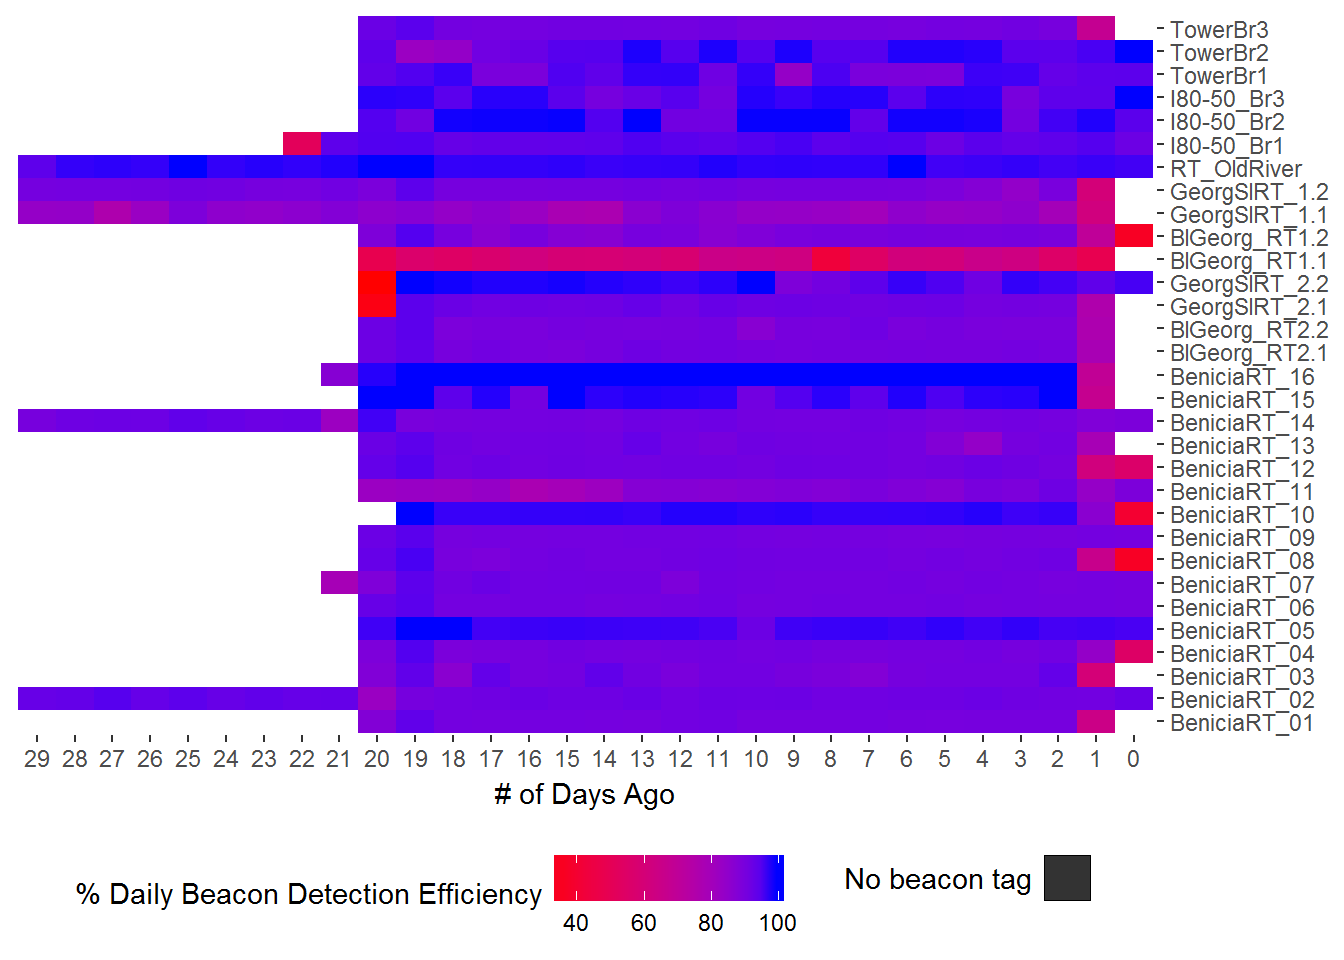 TowerBr3
TowerBr2
TowerBr1
I80-50_Br3
I80-50_Br2
I80-50_Br1
RT_OldRiver
GeorgSlRT_1.2
GeorgSlRT_1.1
BlGeorg_RT1.2
BlGeorg_RT1.1
GeorgSlRT_2.2
GeorgSlRT_2.1
BlGeorg_RT2.2
BlGeorg_RT2.1
BeniciaRT_16
BeniciaRT_15
BeniciaRT_14
BeniciaRT_13
BeniciaRT_12
BeniciaRT_11
BeniciaRT_10
BeniciaRT_09
BeniciaRT_08
BeniciaRT_07
BeniciaRT_06
BeniciaRT_05
BeniciaRT_04
BeniciaRT_03
BeniciaRT_02
BeniciaRT_01
29 28 27 26 25 24 23 22 21 20 19 18 17 16 15 14 13 12 11 10 9 8 7 6 5 4 3 2 1 0
# of Days Ago
% Daily Beacon Detection Efficiency
40 60 80 100
No beacon tag